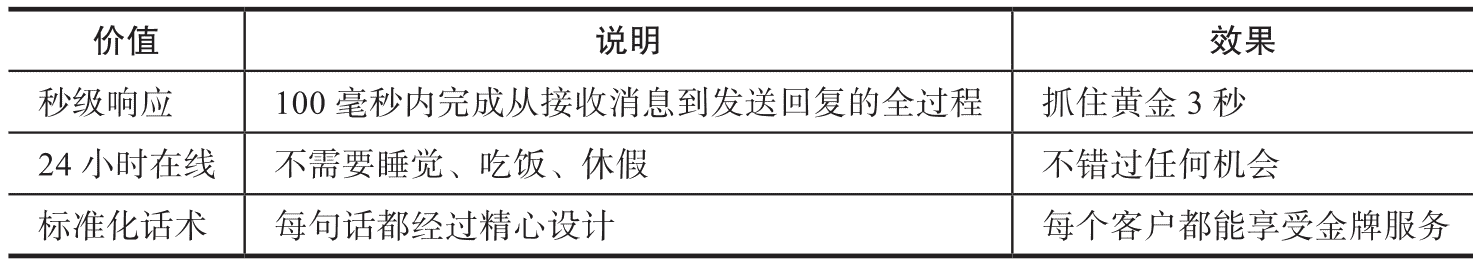 价值 说明 效果
秒级响应 100 毫秒内完成从接收消息到发送回复的全过程 抓住黄金 3 秒
24 小时在线 不需要睡觉、吃饭、休假 不错过任何机会
标准化话术 每句话都经过精心设计 每个客户都能享受金牌服务